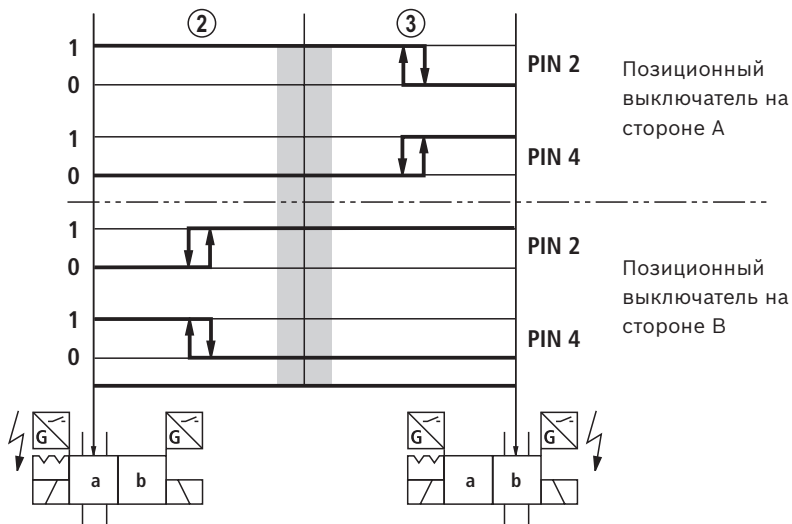 ② ③
1
0
PIN 2
Позиционный
выключатель на
стороне A
1
0
PIN 4
1
0
PIN 2
Позиционный
выключатель на
стороне B
1
0
PIN 4
G G G G
a b a b